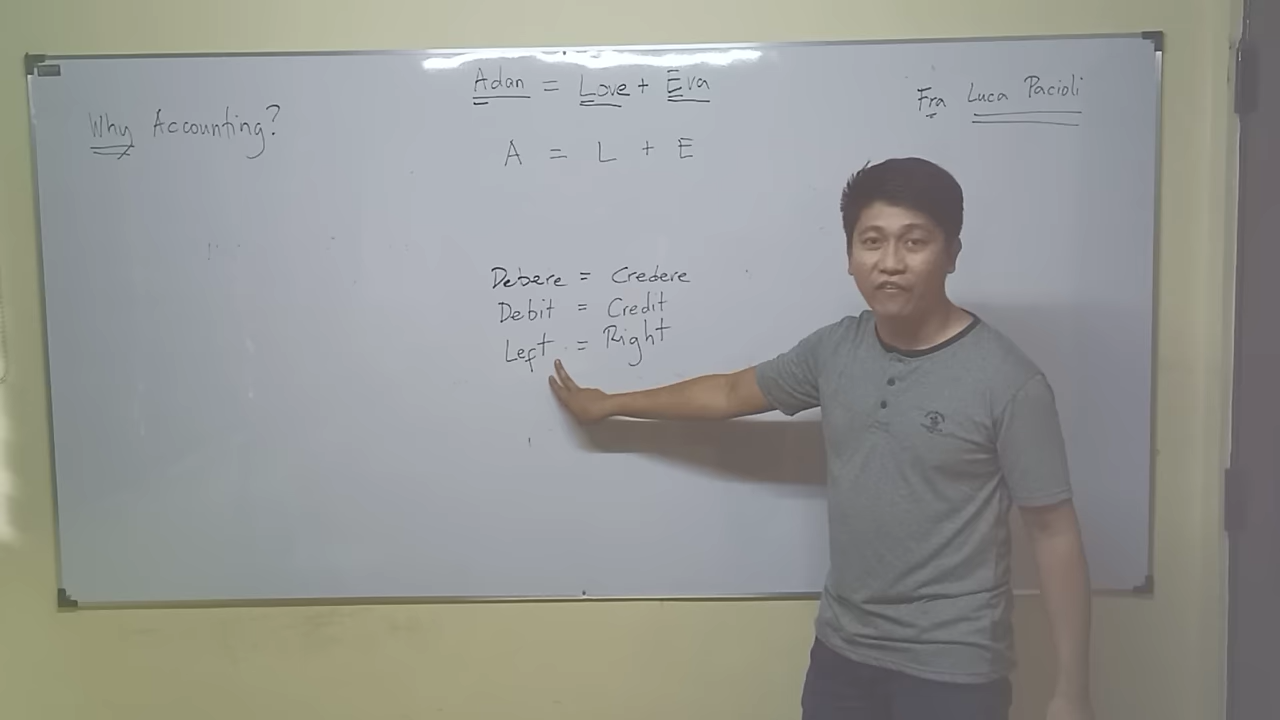 Why Accounting?
Adan = Love + Eva
A = L + E
Fra Luca Pacioli
Debere = Credere
Debit = Credit
Left = Right